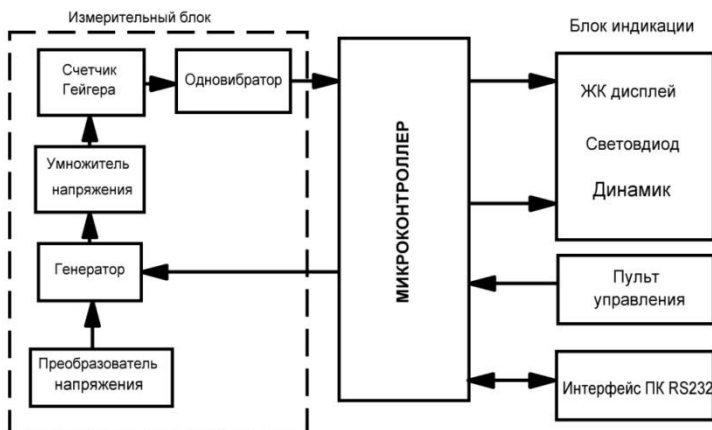 Измерительный блок
Счетчик
Гейгера
Одновибратор
Умножитель
напряжения
Генератор
Преобразователь
напряжения
МИКРОКОНТРОЛЛЕР
Блок индикации
ЖК дисплей
Световдиод
Динамик
Пульт
управления
Интерфейс ПК RS232